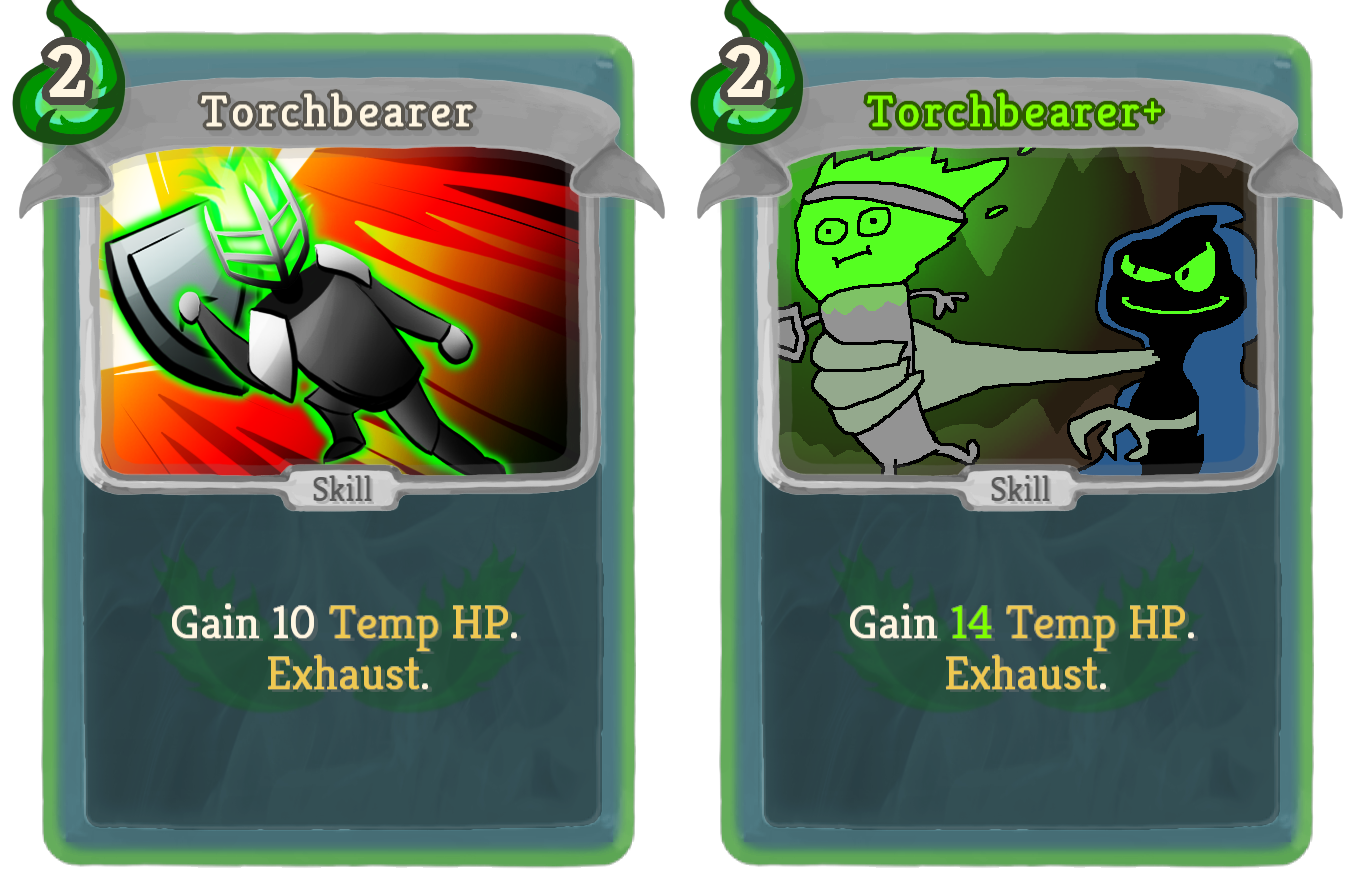 2
Torchbearer
Skill
Gain 10 Temp HP.
Exhaust.
2
Torchbearer+
Skill
Gain 14 Temp HP.
Exhaust.